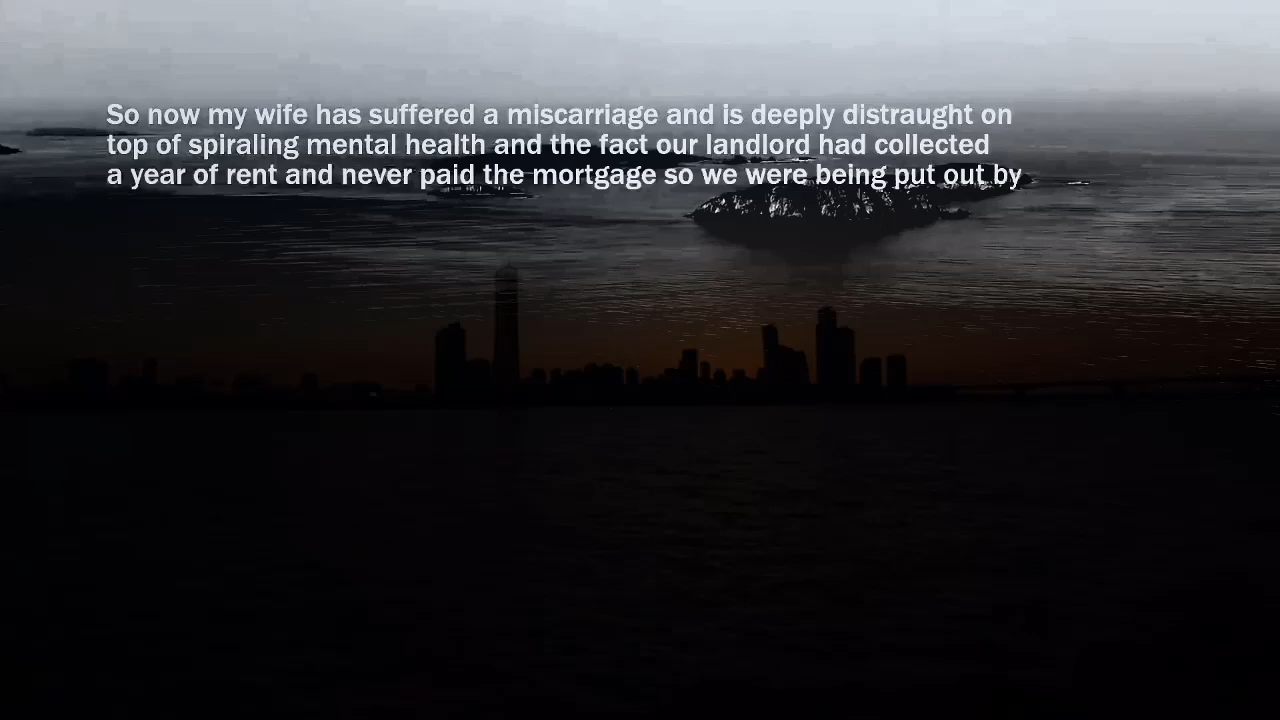 So now my wife has suffered a miscarriage and is deeply distraught on
top of spiraling mental health and the fact our landlord had collected
a year of rent and never paid the mortgage so we were being put out by